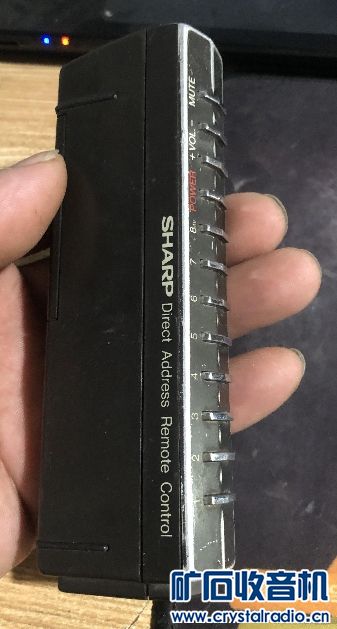 MUTE
+ VOL -
POWER
8
7
6
5
4
3
2
SHARP Direct Address Remote Control
矿石收音机
www.crystalradio.cn